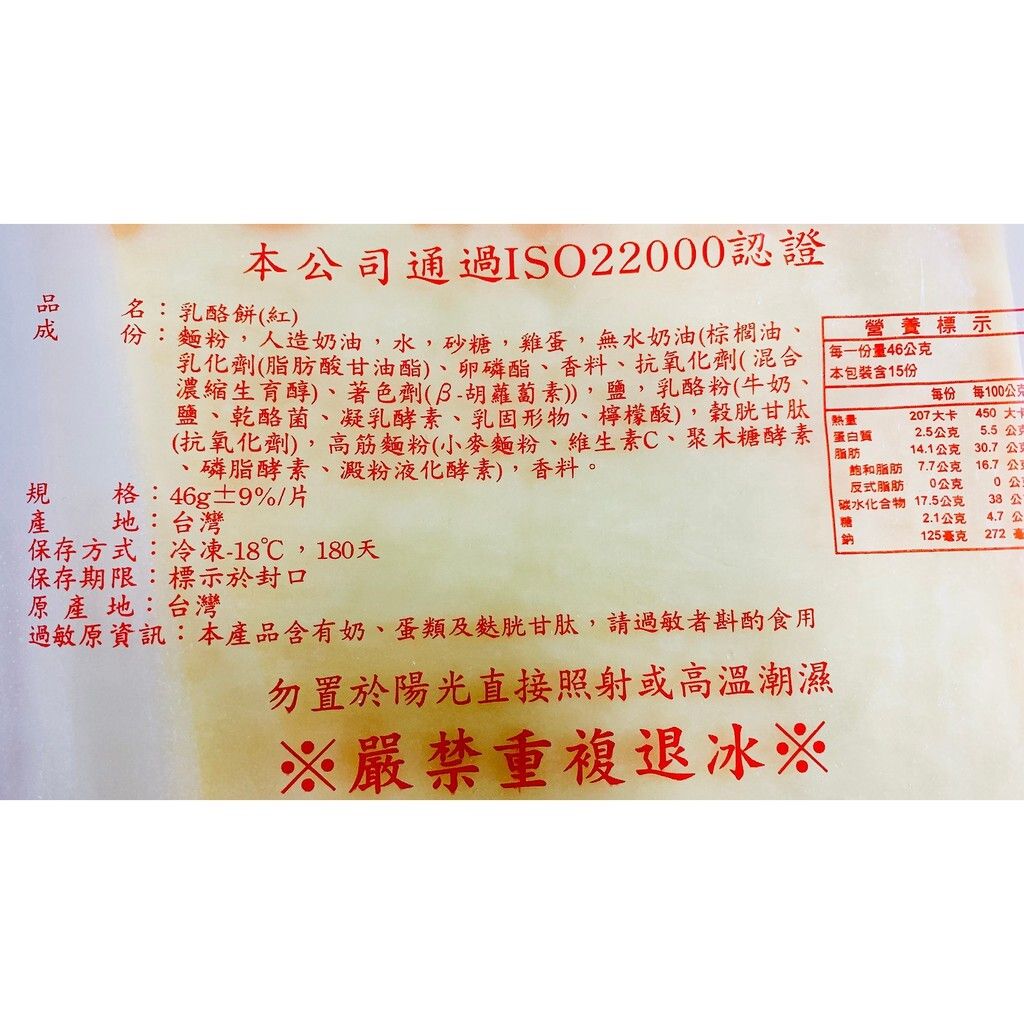 本公司通過ISO22000認證
品名：乳酪餅(紅)
成份：麵粉，人造奶油，水，砂糖，雞蛋，無水奶油(棕櫚油、
乳化劑(脂肪酸甘油酯)、卵磷酯、香料、抗氧化劑(混合
濃縮生育醇)、著色劑(β-胡蘿蔔素))，鹽，乳酪粉(牛奶、
鹽、乾酪菌、凝乳酵素、乳固形物、檸檬酸)，穀胱甘肽
(抗氧化劑)，高筋麵粉(小麥麵粉、維生素C、聚木糖酵素
、磷脂酵素、澱粉液化酵素)，香料。
規格：46g±9%/片
產地：台灣
保存方式：冷凍-18℃，180天
保存期限：標示於封口
原產地：台灣
過敏原資訊：本產品含有奶、蛋類及麩胱甘肽，請過敏者斟酌食用
勿置於陽光直接照射或高溫潮濕
※嚴禁重複退冰※
營養標示
每一份量46公克
本包裝含15份
每份 每100公克
熱量 207大卡 450 大卡
蛋白質 2.5公克 5.5 公克
脂肪 14.1公克 30.7 公克
飽和脂肪 7.7公克 16.7 公克
反式脂肪 0公克 0 公克
碳水化合物 17.5公克 38 公
糖 2.1公克 4.7 公
鈉 125毫克 272 毫